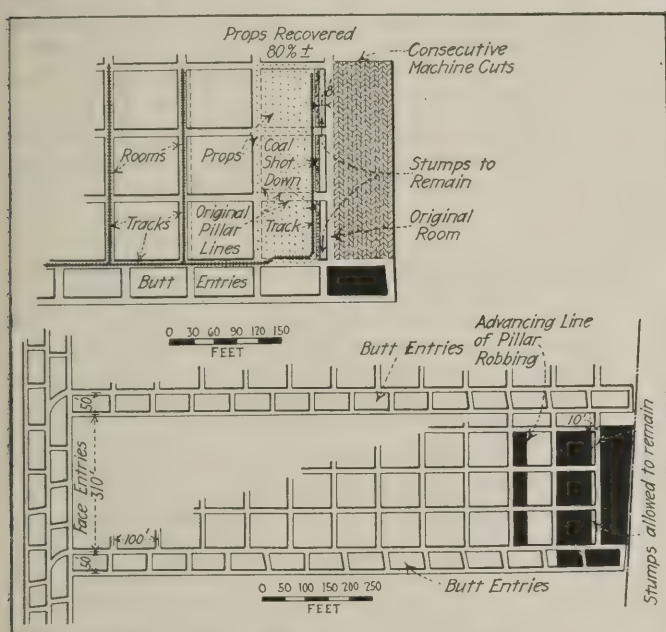 Props Recovered
80% ±
Consecutive
Machine Cuts
8'
Rooms
Props
Coal
Shot
Down
Stumps to
Remain
Tracks
Original
Pillar
Lines
Track
Original
Room
Butt Entries
0 30 60 90 120 150
FEET
Advancing Line
of Pillar
Robbing
Butt Entries
50'
10'
Face Entries
310'
100'
50'
Stumps allowed to remain
Butt Entries
0 50 100 150 200 250
FEET